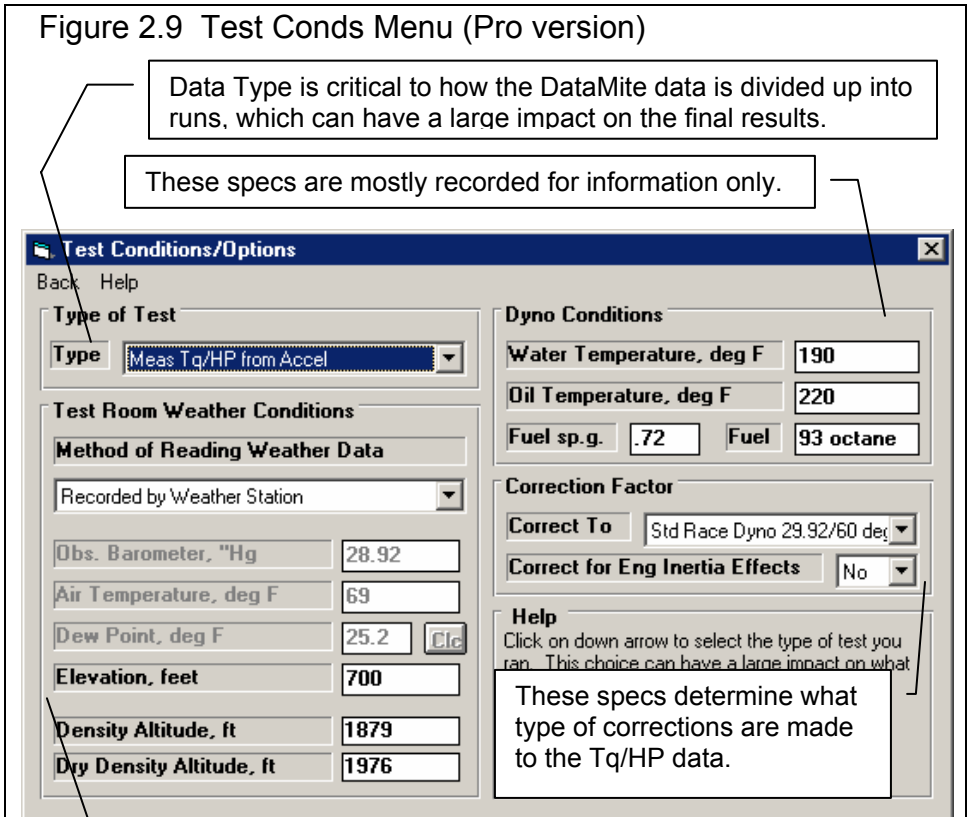 Figure 2.9 Test Conds Menu (Pro version)
Data Type is critical to how the DataMite data is divided up into
runs, which can have a large impact on the final results.
These specs are mostly recorded for information only.
Test Conditions/Options
Back Help
Type of Test
Type Meas Tq/HP from Accel
Test Room Weather Conditions
Method of Reading Weather Data
Recorded by Weather Station
Obs. Barometer, "Hg 28.92
Air Temperature, deg F 69
Dew Point, deg F 25.2 Clc
Elevation, feet 700
Density Altitude, ft 1879
Dry Density Altitude, ft 1976
Dyno Conditions
Water Temperature, deg F 190
Oil Temperature, deg F 220
Fuel sp.g. .72 Fuel 93 octane
Correction Factor
Correct To Std Race Dyno 29.92/60 deg
Correct for Eng Inertia Effects No
Help
Click on down arrow to select the type of test you
ran. This choice can have a large impact on what
These specs determine what
type of corrections are made
to the Tq/HP data.